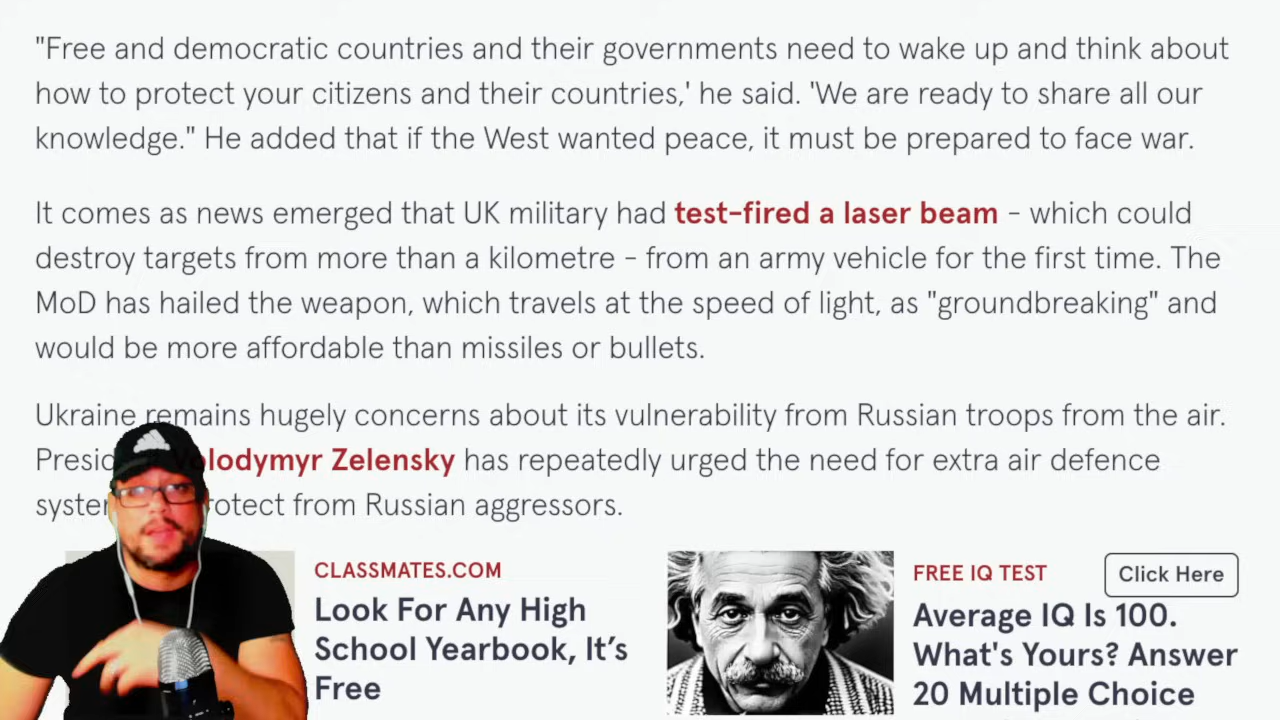 "Free and democratic countries and their governments need to wake up and think about
how to protect your citizens and their countries,' he said. 'We are ready to share all our
knowledge." He added that if the West wanted peace, it must be prepared to face war.
It comes as news emerged that UK military had test-fired a laser beam - which could
destroy targets from more than a kilometre - from an army vehicle for the first time. The
MoD has hailed the weapon, which travels at the speed of light, as "groundbreaking" and
would be more affordable than missiles or bullets.
Ukraine remains hugely concerns about its vulnerability from Russian troops from the air.
Presid olodymyr Zelensky has repeatedly urged the need for extra air defence
syste rotect from Russian aggressors.
CLASSMATES.COM
Look For Any High
School Yearbook, It's
Free
FREE IQ TEST
Click Here
Average IQ Is 100.
What's Yours? Answer
20 Multiple Choice